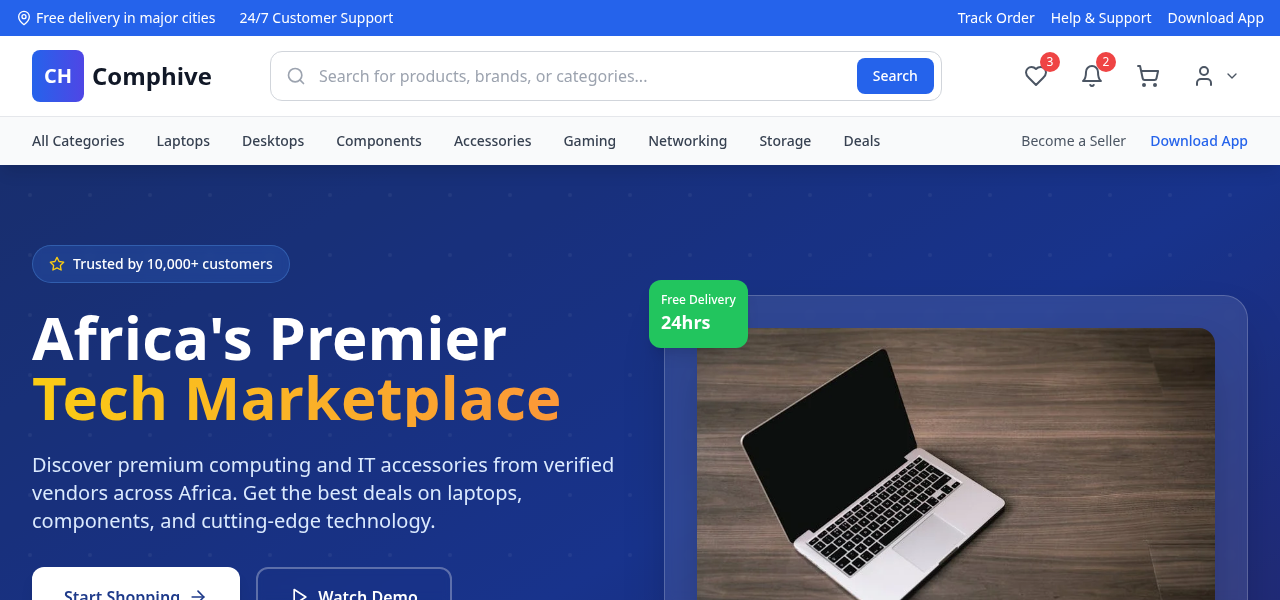 Free delivery in major cities
24/7 Customer Support
Track Order
Help & Support
Download App
CH
Comphive
Search for products, brands, or categories...
Search
3
2
All Categories
Laptops
Desktops
Components
Accessories
Gaming
Networking
Storage
Deals
Become a Seller
Download App
Trusted by 10,000+ customers
Africa's Premier
Tech Marketplace
Discover premium computing and IT accessories from verified
vendors across Africa. Get the best deals on laptops,
components, and cutting-edge technology.
Start Shopping
Watch Demo
Free Delivery
24hrs